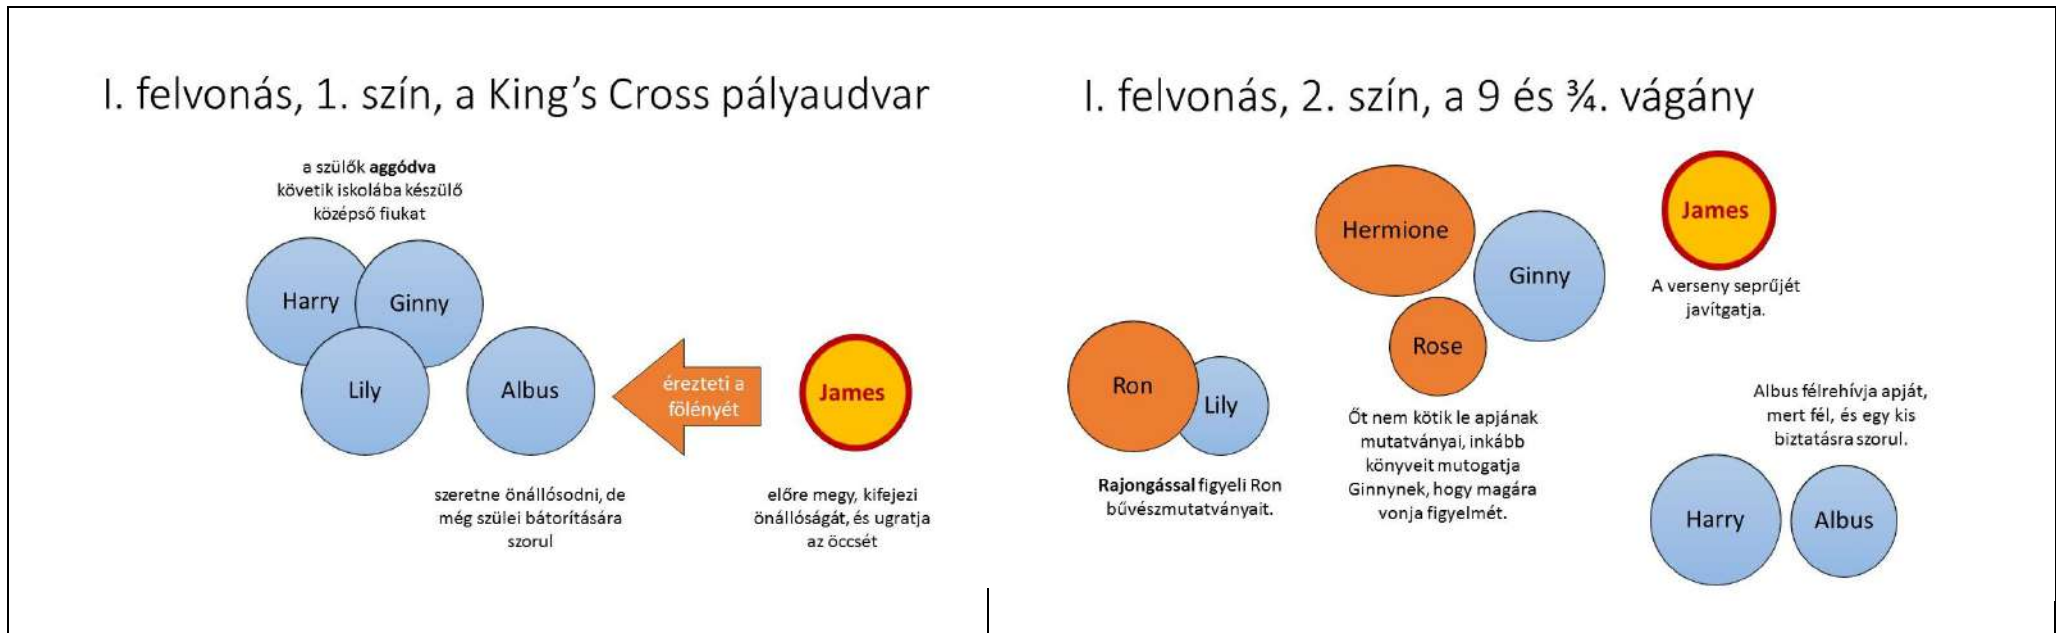 I. felvonás, 1. szín, a King's Cross pályaudvar
a szülők aggódva
követik iskolába készülő
középső fiukat
Harry
Ginny
Lily
Albus
érezteti a
fölényét
James
szeretne önállósodni, de
még szülei bátorítására
szorul
előre megy, kifejezi
önállóságát, és ugratja
az öccsét
I. felvonás, 2. szín, a 9 és ¾. vágány
Hermione
Ginny
James
A verseny seprűjét
javítgatja.
Rose
Ron
Lily
Rajongással figyeli Ron
bűvészmutatványait.
Őt nem kötik le apjának
mutatványai, inkább
könyveit mutogatja
Ginnynek, hogy magára
vonja figyelmét.
Albus félrehívja apját,
mert fél, és egy kis
biztatásra szorul.
Harry
Albus